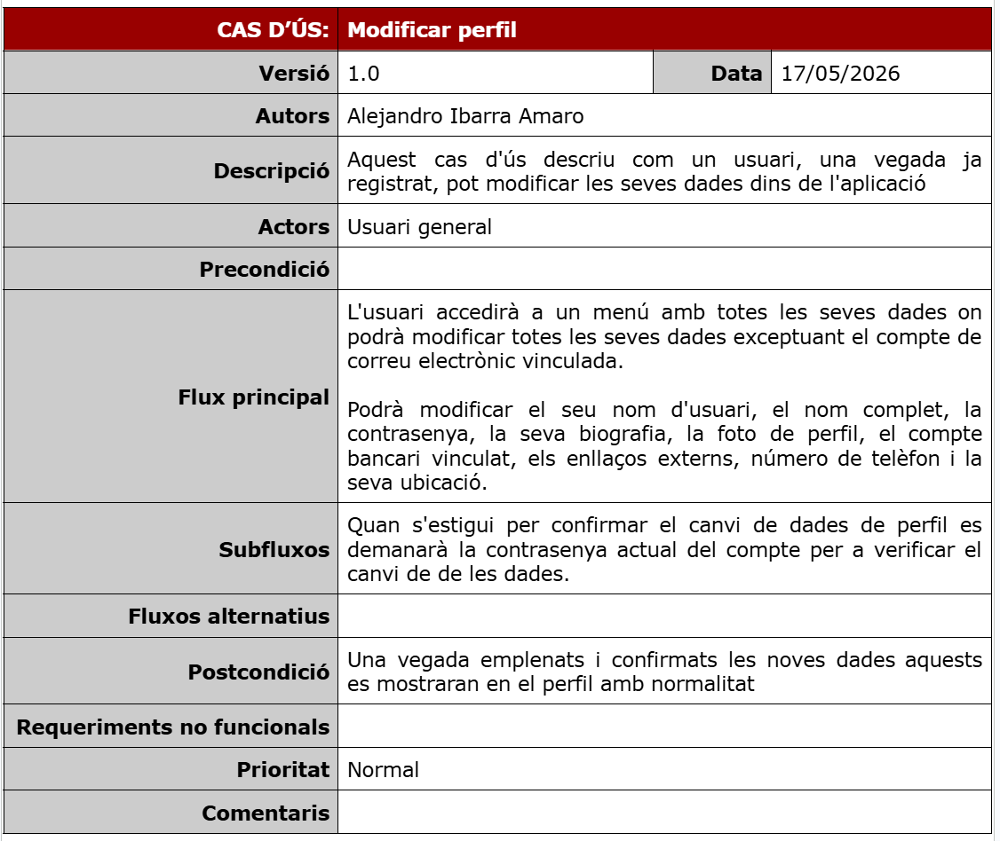 CAS D’ÚS: Modificar perfil
Versió 1.0 Data 17/05/2026
Autors Alejandro Ibarra Amaro
Descripció
Aquest cas d'ús descriu com un usuari, una vegada ja
registrat, pot modificar les seves dades dins de l'aplicació
Actors Usuari general
Precondició
Flux principal
L'usuari accedirà a un menú amb totes les seves dades on
podrà modificar totes les seves dades exceptuant el compte de
correu electrònic vinculada.
Podrà modificar el seu nom d'usuari, el nom complet, la
contrasenya, la seva biografia, la foto de perfil, el compte
bancari vinculat, els enllaços externs, número de telèfon i la
seva ubicació.
Subfluxos
Quan s'estigui per confirmar el canvi de dades de perfil es
demanarà la contrasenya actual del compte per a verificar el
canvi de de les dades.
Fluxos alternatius
Postcondició
Una vegada emplenats i confirmats les noves dades aquests
es mostraran en el perfil amb normalitat
Requeriments no funcionals
Prioritat Normal
Comentaris